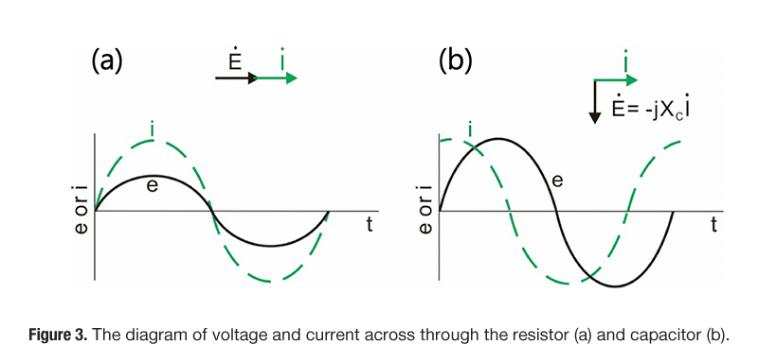 (a)
Ė i
i
e
e or i
t
(b)
i
Ė= -jXcİ
i
e
e or i
t
Figure 3. The diagram of voltage and current across through the resistor (a) and capacitor (b).